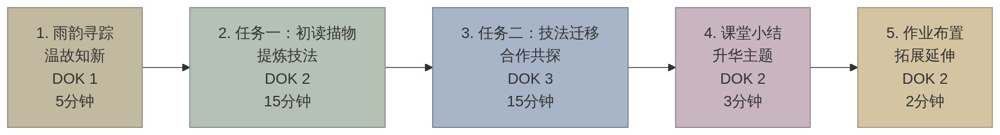 1. 雨韵寻踪
温故知新
DOK 1
5分钟
2. 任务一：初读描物
提炼技法
DOK 2
15分钟
3. 任务二：技法迁移
合作共探
DOK 3
15分钟
4. 课堂小结
升华主题
DOK 2
3分钟
5. 作业布置
拓展延伸
DOK 2
2分钟